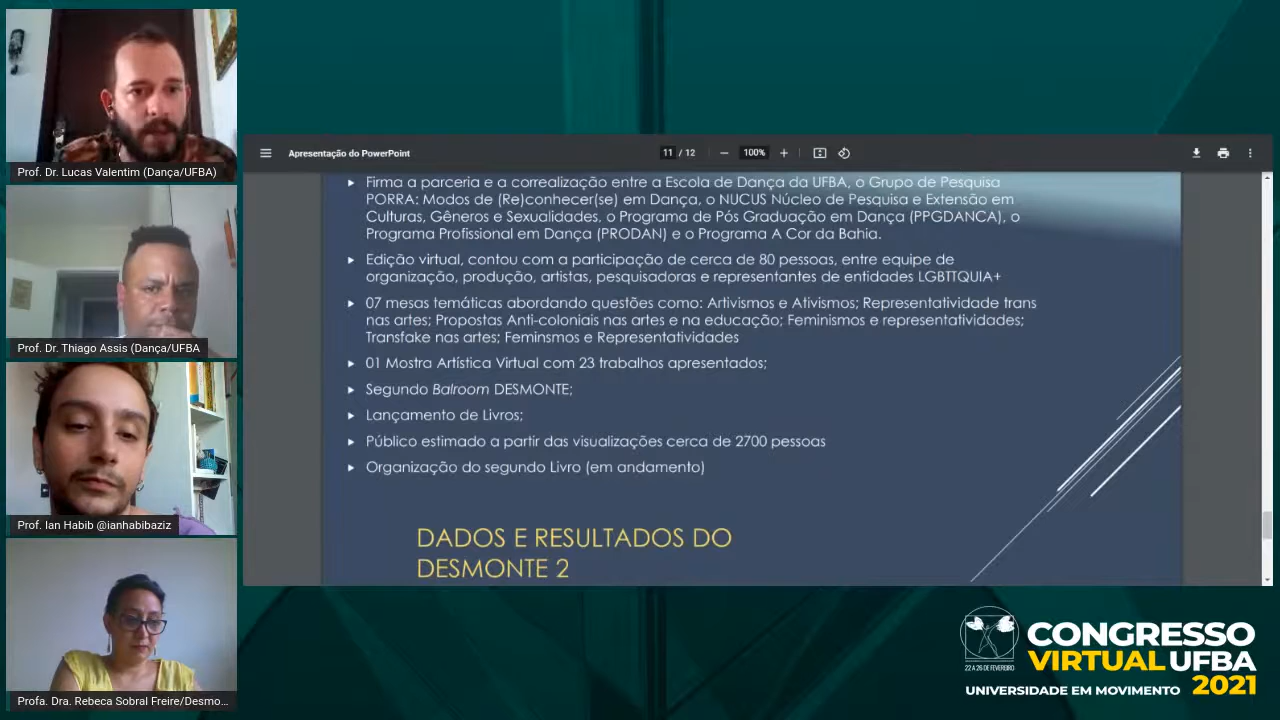 Prof. Dr. Lucas Valentim (Dança/UFBA)
Prof. Dr. Thiago Assis (Dança/UFBA
Prof. Ian Habib @ianhabibaziz
Profa. Dra. Rebeca Sobral Freire/Desmo...
Apresentação do PowerPoint
11 / 12
100%
Firma a parceria e a correalização entre a Escola de Dança da UFBA, o Grupo de Pesquisa
PORRA: Modos de (Re)conhecer(se) em Dança, o NUCUS Núcleo de Pesquisa e Extensão em
Culturas, Gêneros e Sexualidades, o Programa de Pós Graduação em Dança (PPGDANCA), o
Programa Profissional em Dança (PRODAN) e o Programa A Cor da Bahia.
Edição virtual, contou com a participação de cerca de 80 pessoas, entre equipe de
organização, produção, artistas, pesquisadoras e representantes de entidades LGBTTQUIA+
07 mesas temáticas abordando questões como: Artivismos e Ativismos; Representatividade trans
nas artes; Propostas Anti-coloniais nas artes e na educação; Feminismos e representatividades;
Transfake nas artes; Feminsmos e Representatividades
01 Mostra Artística Virtual com 23 trabalhos apresentados;
Segundo Balroom DESMONTE;
Lançamento de Livros;
Público estimado a partir das visualizações cerca de 2700 pessoas
Organização do segundo Livro (em andamento)
DADOS E RESULTADOS DO
DESMONTE 2
22 A 26 DE FEVEREIRO
CONGRESSO
VIRTUAL UFBA
UNIVERSIDADE EM MOVIMENTO 2021